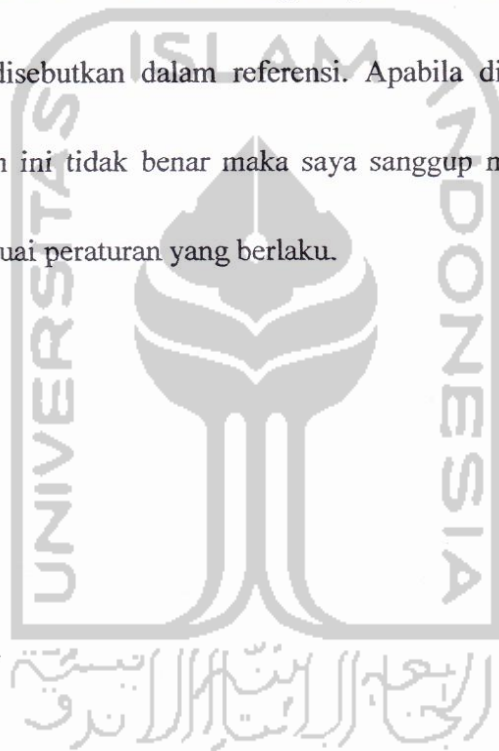 ISLAM
disebutkan dalam referensi. Apabila di
ini tidak benar maka saya sanggup
uai peraturan yang berlaku.
UNIVERSITAS
INDONESIA